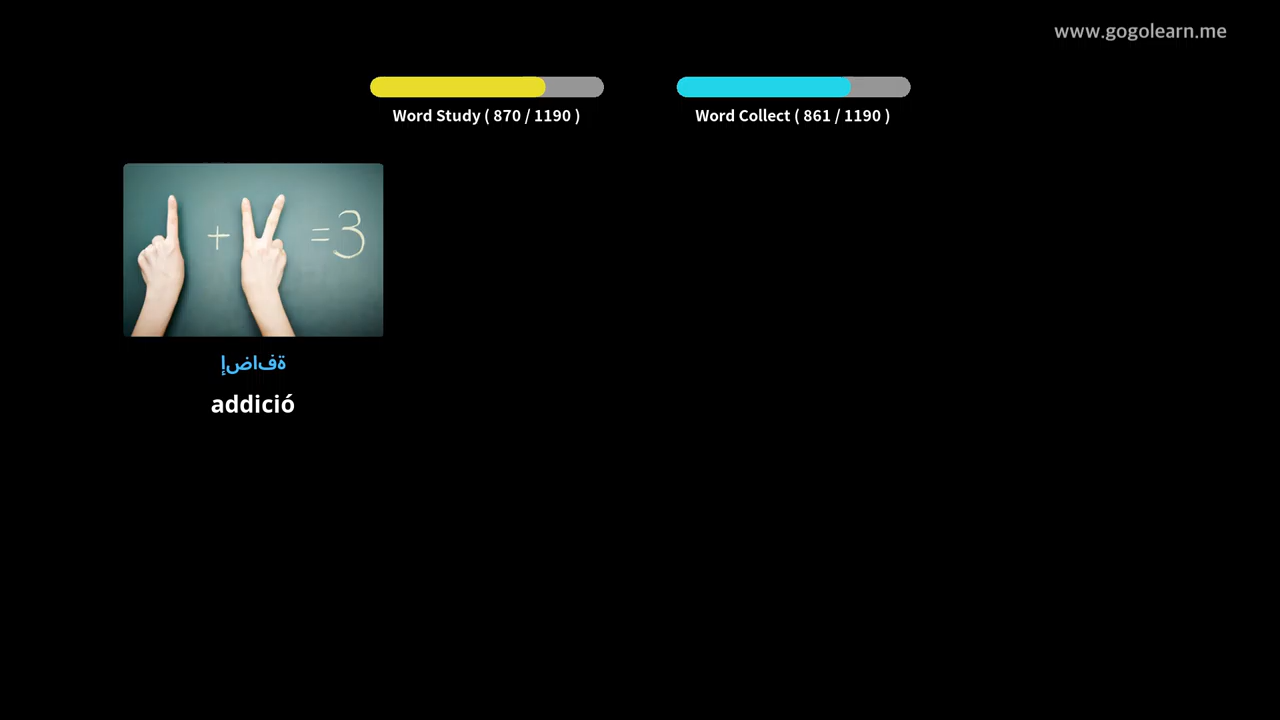 www.gogolearn.me
Word Study ( 870 / 1190 )
Word Collect ( 861 / 1190 )
+ =3
ةفاضإ
addició